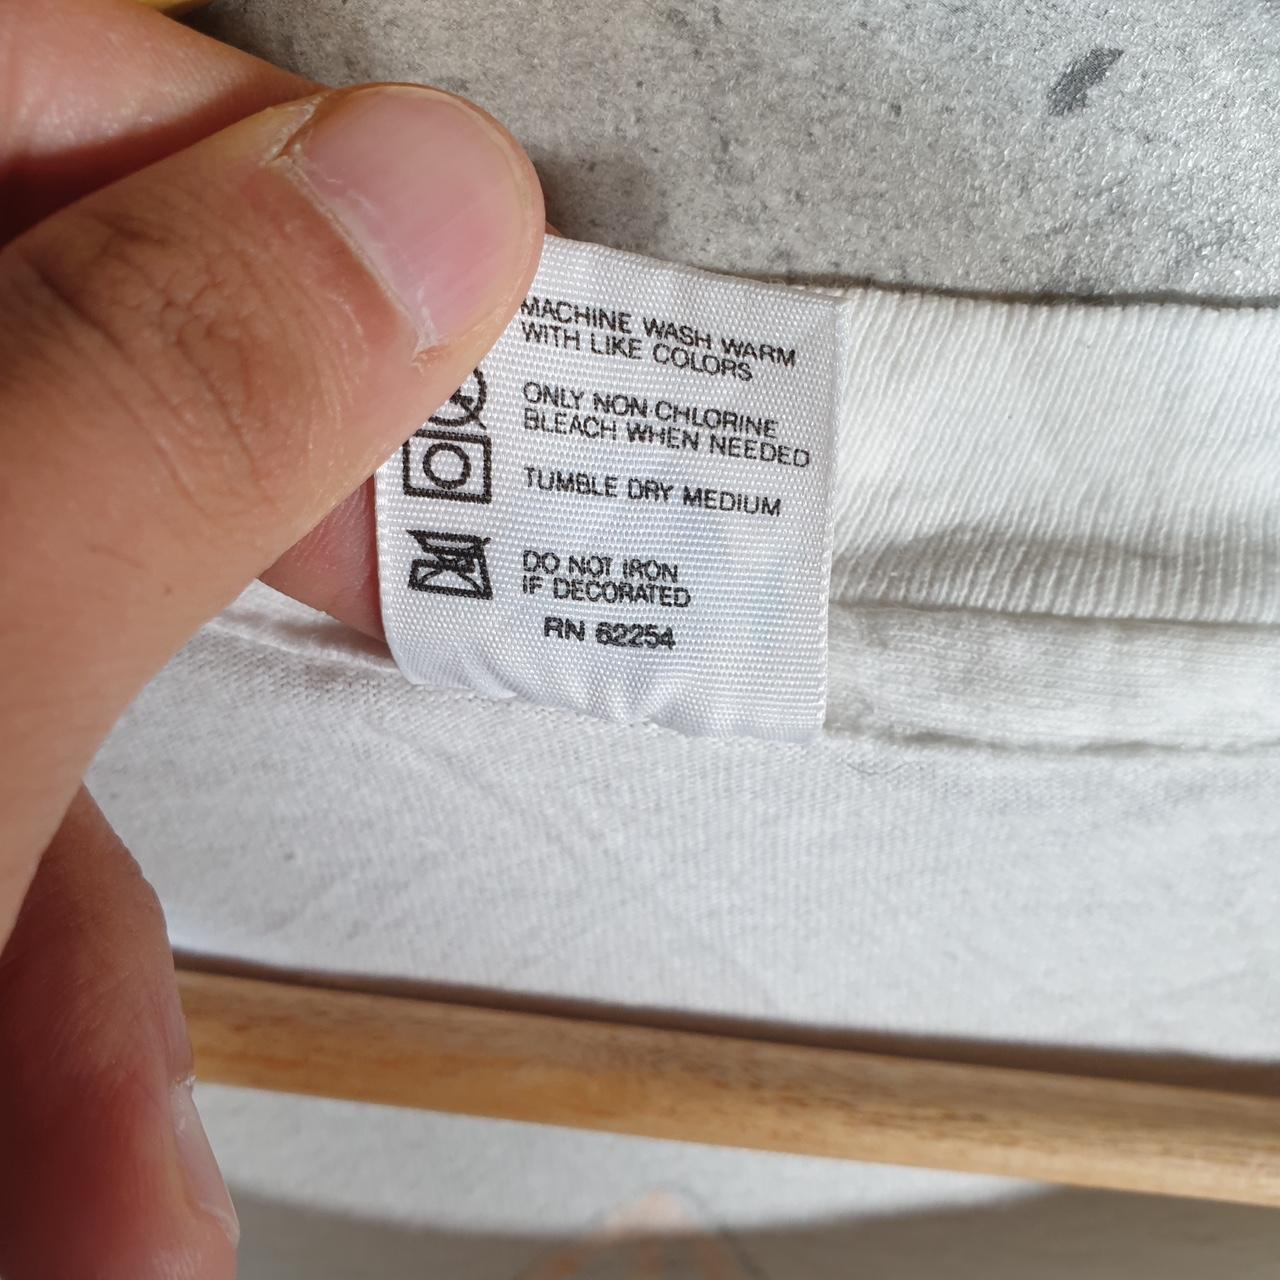 MACHINE WASH WARM
WITH LIKE COLORS
ONLY NON CHLORINE
BLEACH WHEN NEEDED
TUMBLE DRY MEDIUM
DO NOT IRON
IF DECORATED
RN 62254